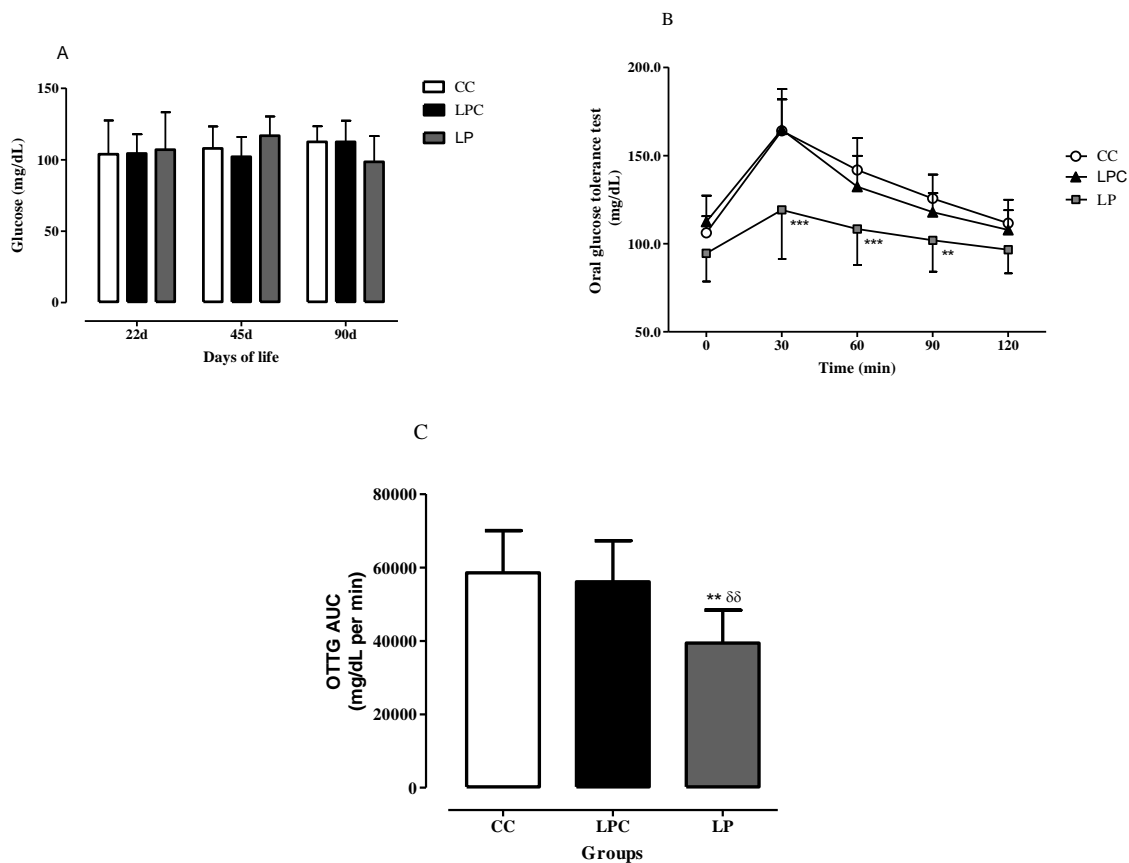 A
Glucose (mg/dL)
150
100
50
0
22d 45d 90d
Days of life
CC
LPC
LP
B
Oral glucose tolerance test
(mg/dL)
200.0
150.0
100.0
50.0
*** *** **
0 30 60 90 120
Time (min)
CC
LPC
LP
C
OTTG AUC
(mg/dL per min)
80000
60000
40000
20000
0
** δδ
CC LPC LP
Groups